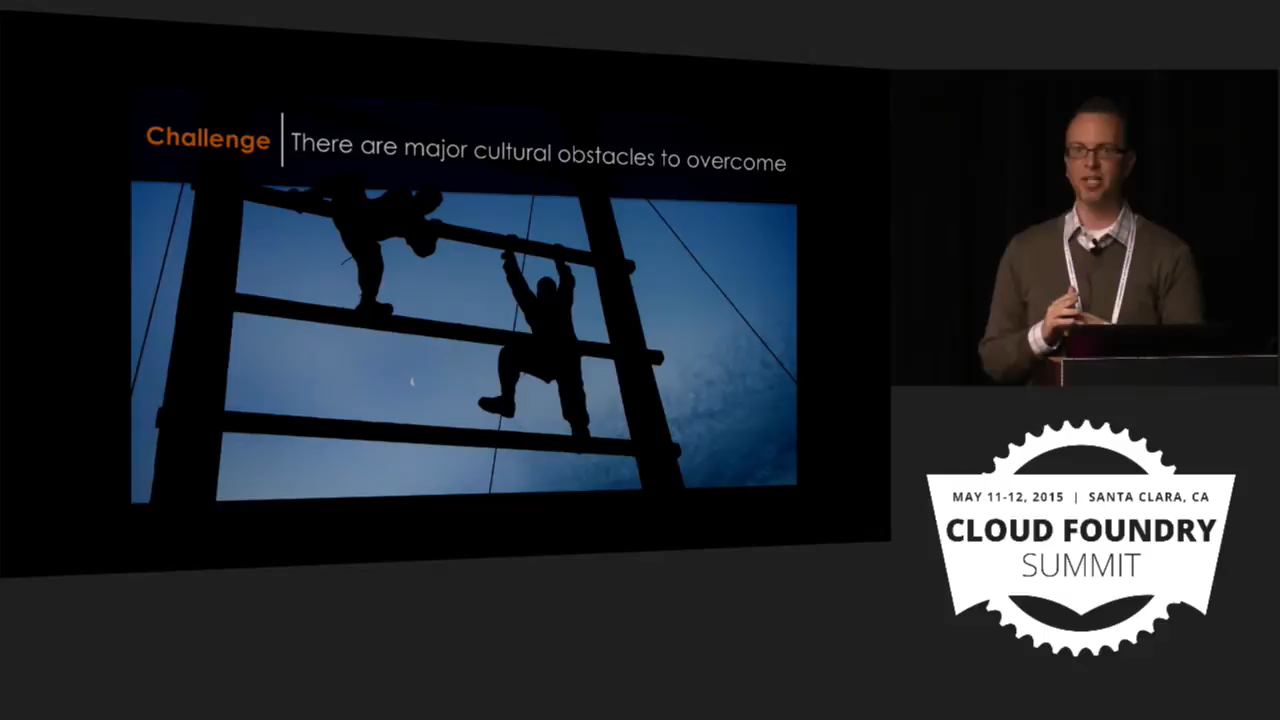 Challenge | There are major cultural obstacles to overcome
MAY 11-12, 2015 | SANTA CLARA, CA
CLOUD FOUNDRY
SUMMIT